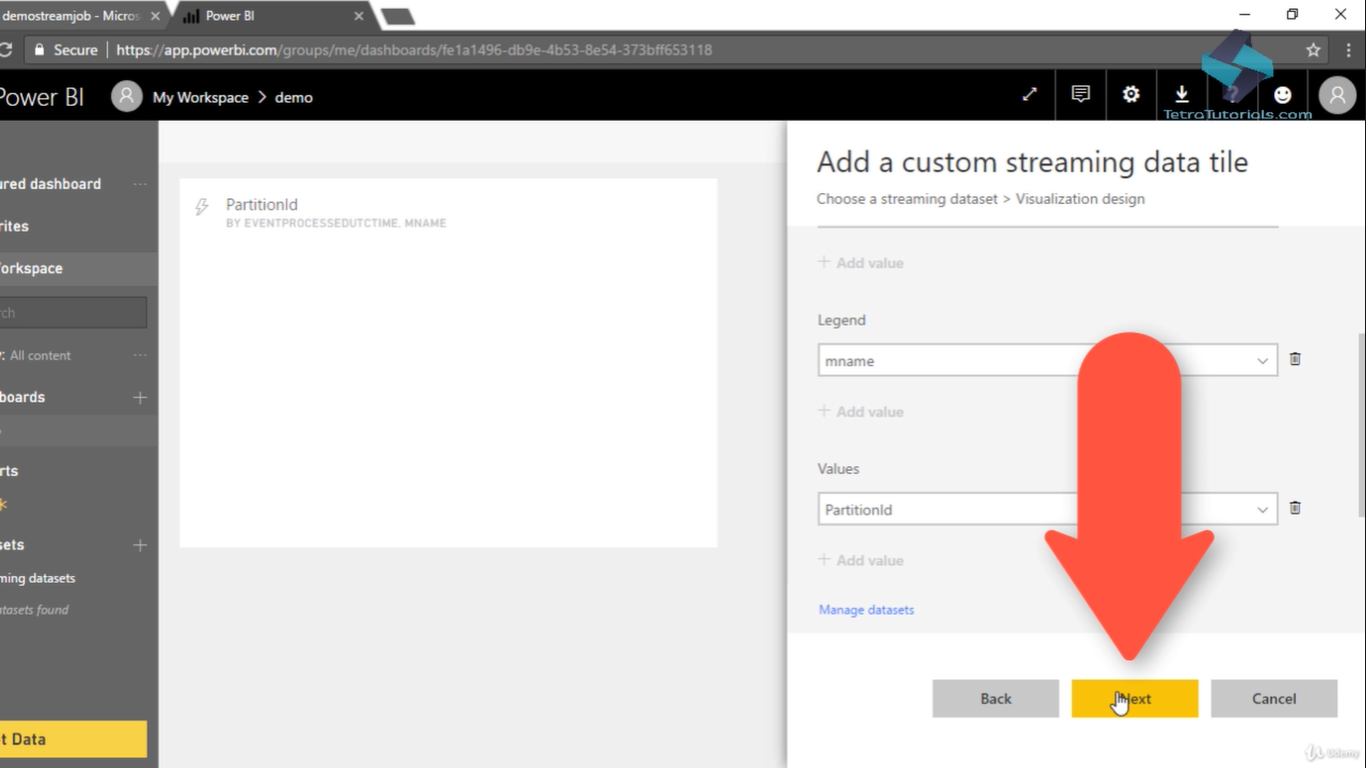 demostreamjob - Micros
Power BI
Secure
https://app.powerbi.com/groups/me/dashboards/fe1a1496-db9e-4b53-8e54-373bff653118
Power BI
My Workspace > demo
?
TetraTutorials.com
ured dashboard
rites
orkspace
rch
y: All content
boards
rts
sets
ming datasets
atasets found
t Data
PartitionId
BY EVENTPROCESSEDUTCTIME, MNAME
Add a custom streaming data tile
Choose a streaming dataset > Visualization design
+ Add value
Legend
mname
+ Add value
Values
PartitionId
+ Add value
Manage datasets
Back
Next
Cancel
Udemy